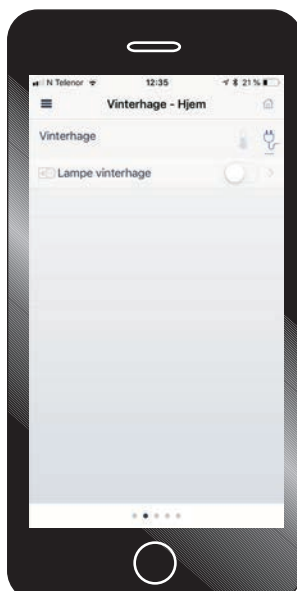 N Telenor 12:35 21 %
Vinterhage - Hjem
Vinterhage
Lampe vinterhage